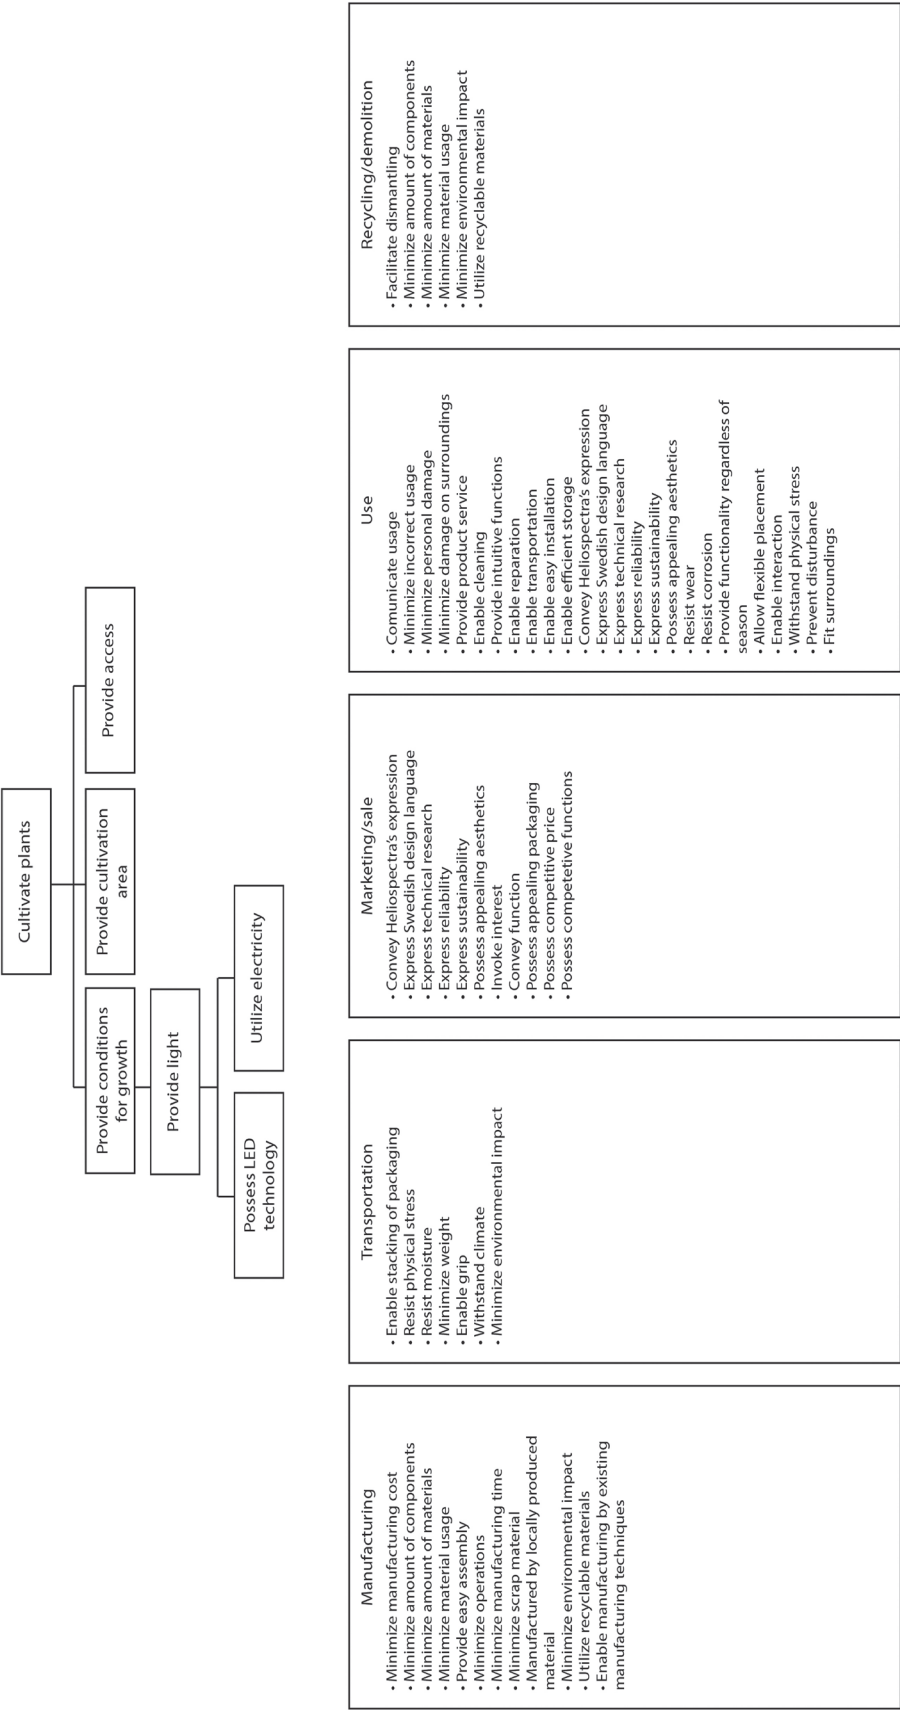 Cultivate plants
Provide conditions
for growth
Provide cultivation
area
Provide access
Provide light
Possess LED
technology
Utilize electricity
Manufacturing
• Minimize manufacturing cost
• Minimize amount of components
• Minimize amount of materials
• Minimize material usage
• Provide easy assembly
• Minimize operations
• Minimize manufacturing time
• Minimize scrap material
• Manufactured by locally produced
material
• Minimize environmental impact
• Utilize recyclable materials
• Enable manufacturing by existing
manufacturing techniques
Transportation
• Enable stacking of packaging
• Resist physical stress
• Resist moisture
• Minimize weight
• Enable grip
• Withstand climate
• Minimize environmental impact
Marketing/sale
• Convey Heliospectra’s expression
• Express Swedish design language
• Express technical research
• Express reliability
• Express sustainability
• Possess appealing aesthetics
• Invoke interest
• Convey function
• Possess appealing packaging
• Possess competitive price
• Possess competetive functions
Use
• Comunicate usage
• Minimize incorrect usage
• Minimize personal damage
• Minimize damage on surroundings
• Provide product service
• Enable cleaning
• Provide intuitive functions
• Enable reparation
• Enable transportation
• Enable easy installation
• Enable efficient storage
• Convey Heliospectra’s expression
• Express Swedish design language
• Express technical research
• Express reliability
• Express sustainability
• Possess appealing aesthetics
• Resist wear
• Resist corrosion
• Provide functionality regardless of
season
• Allow flexible placement
• Enable interaction
• Withstand physical stress
• Prevent disturbance
• Fit surroundings
Recycling/demolition
• Facilitate dismantling
• Minimize amount of components
• Minimize amount of materials
• Minimize material usage
• Minimize environmental impact
• Utilize recyclable materials